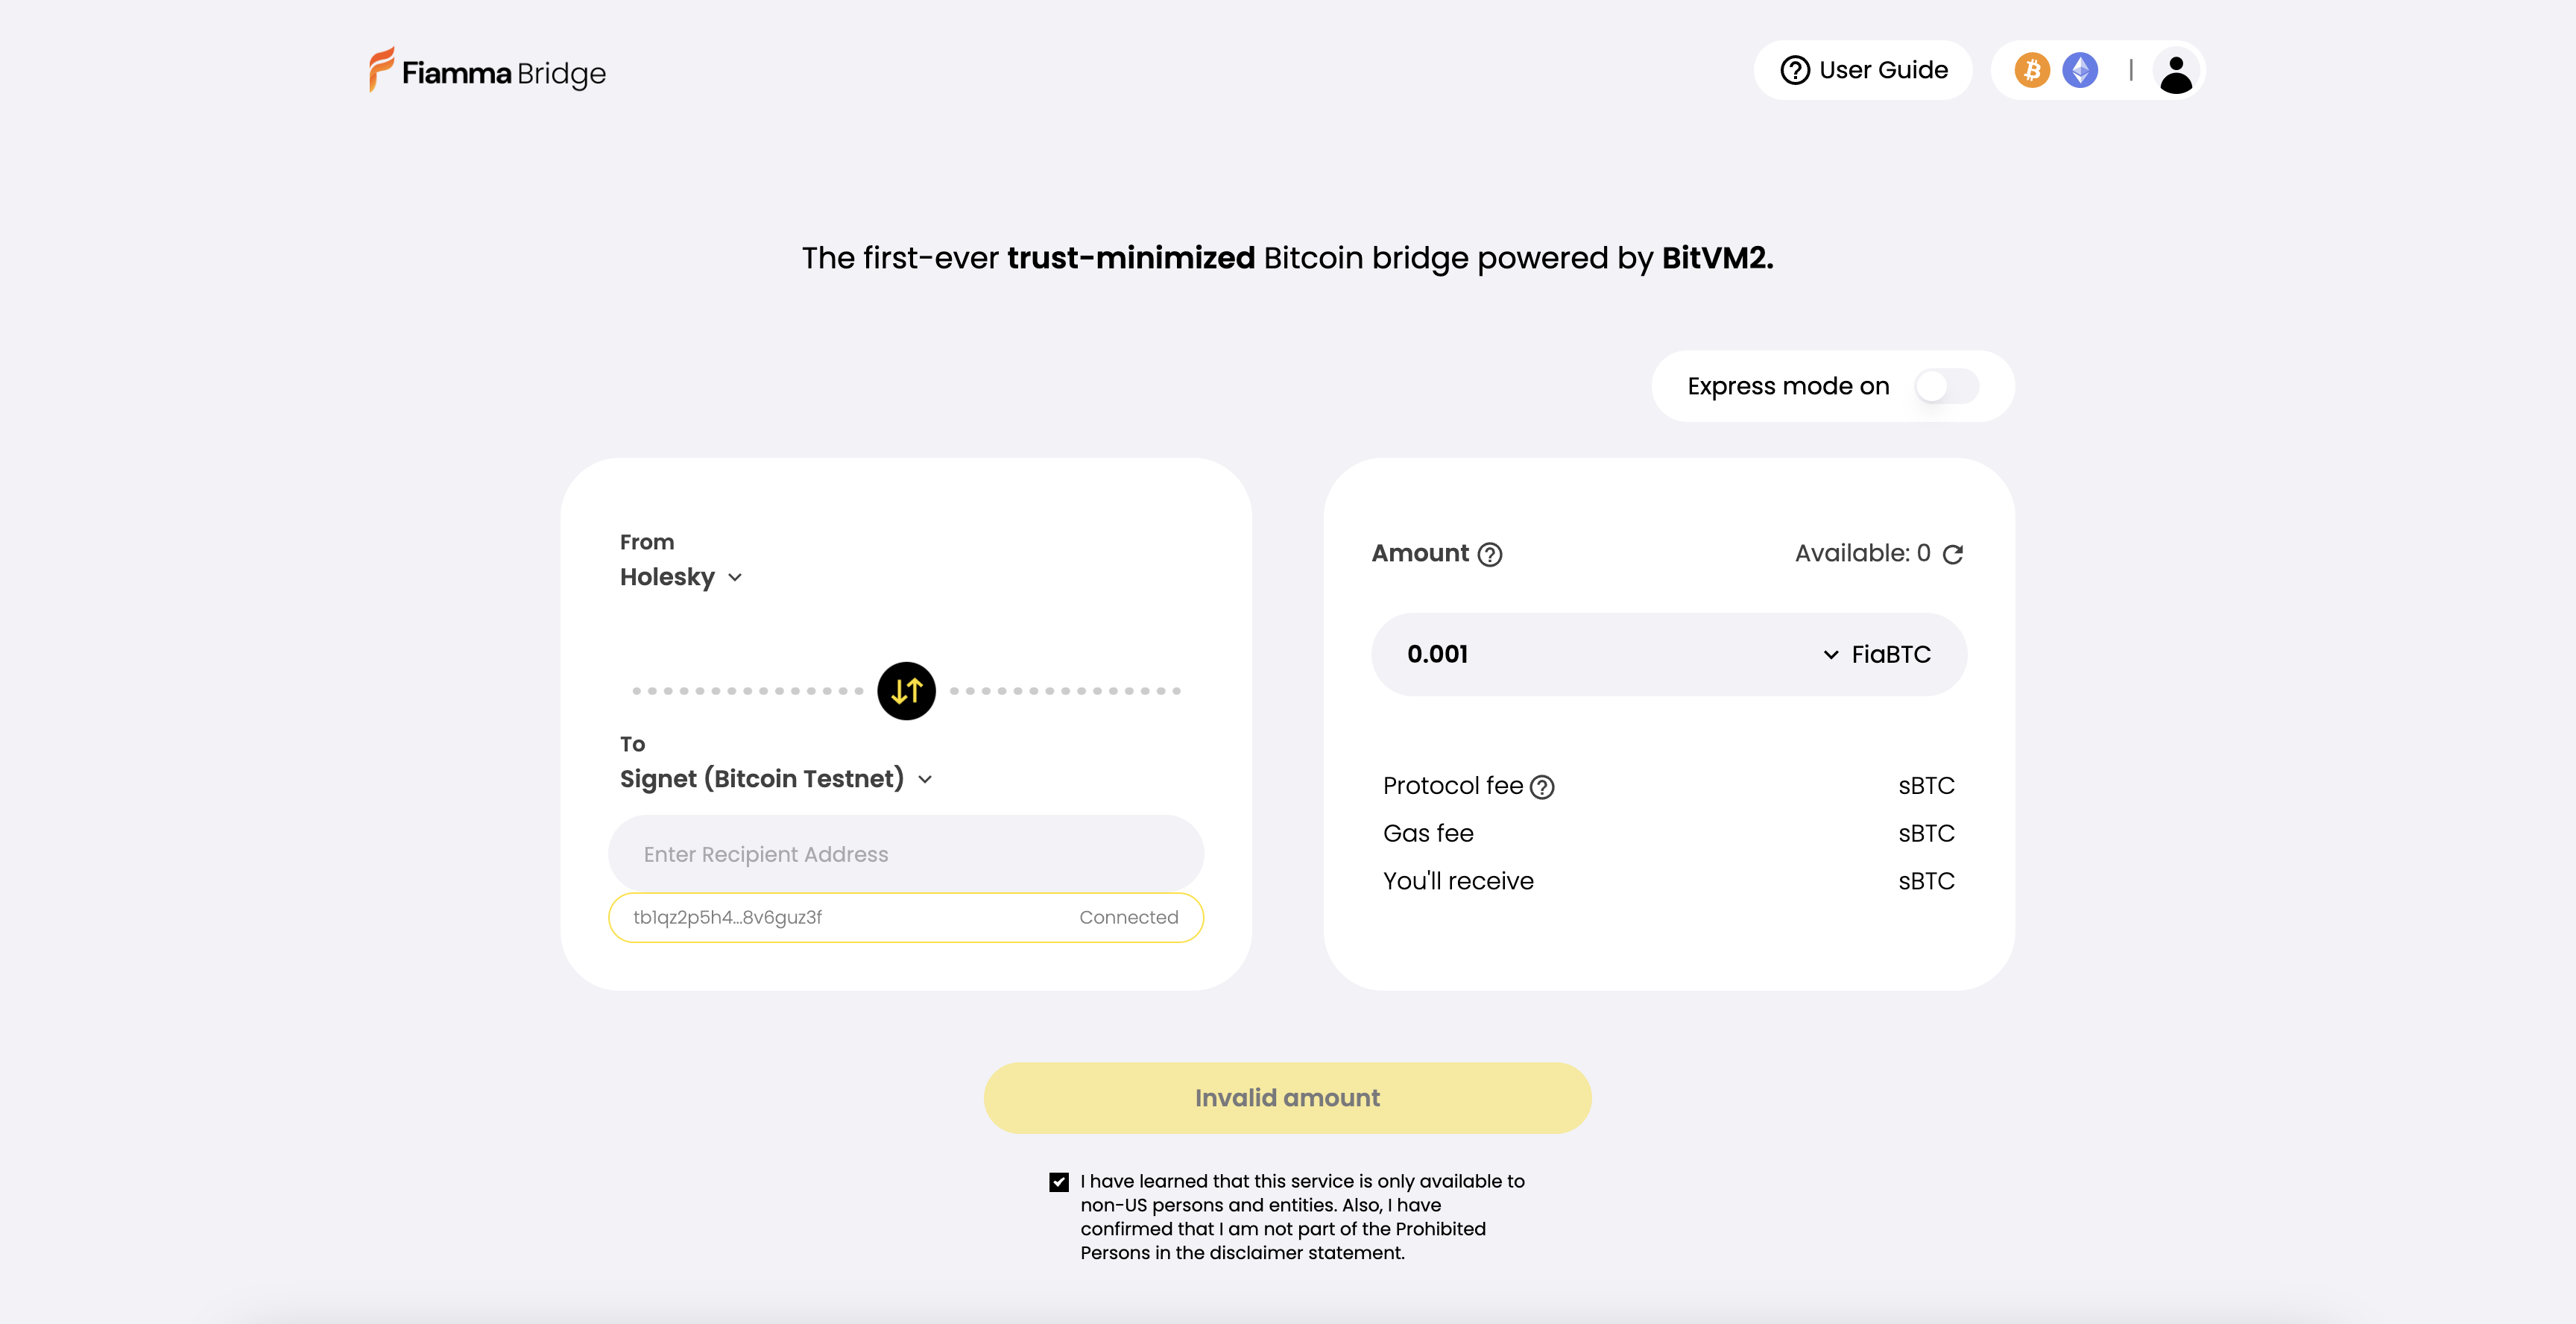 Fiamma Bridge
User Guide
The first-ever trust-minimized Bitcoin bridge powered by BitVM2.
Express mode on
From
Holesky
To
Signet (Bitcoin Testnet)
Enter Recipient Address
tb1qz2p5h4...8v6guz3f Connected
Amount Available: 0
0.001 FiaBTC
Protocol fee sBTC
Gas fee sBTC
You'll receive sBTC
Invalid amount
I have learned that this service is only available to
non-US persons and entities. Also, I have
confirmed that I am not part of the Prohibited
Persons in the disclaimer statement.